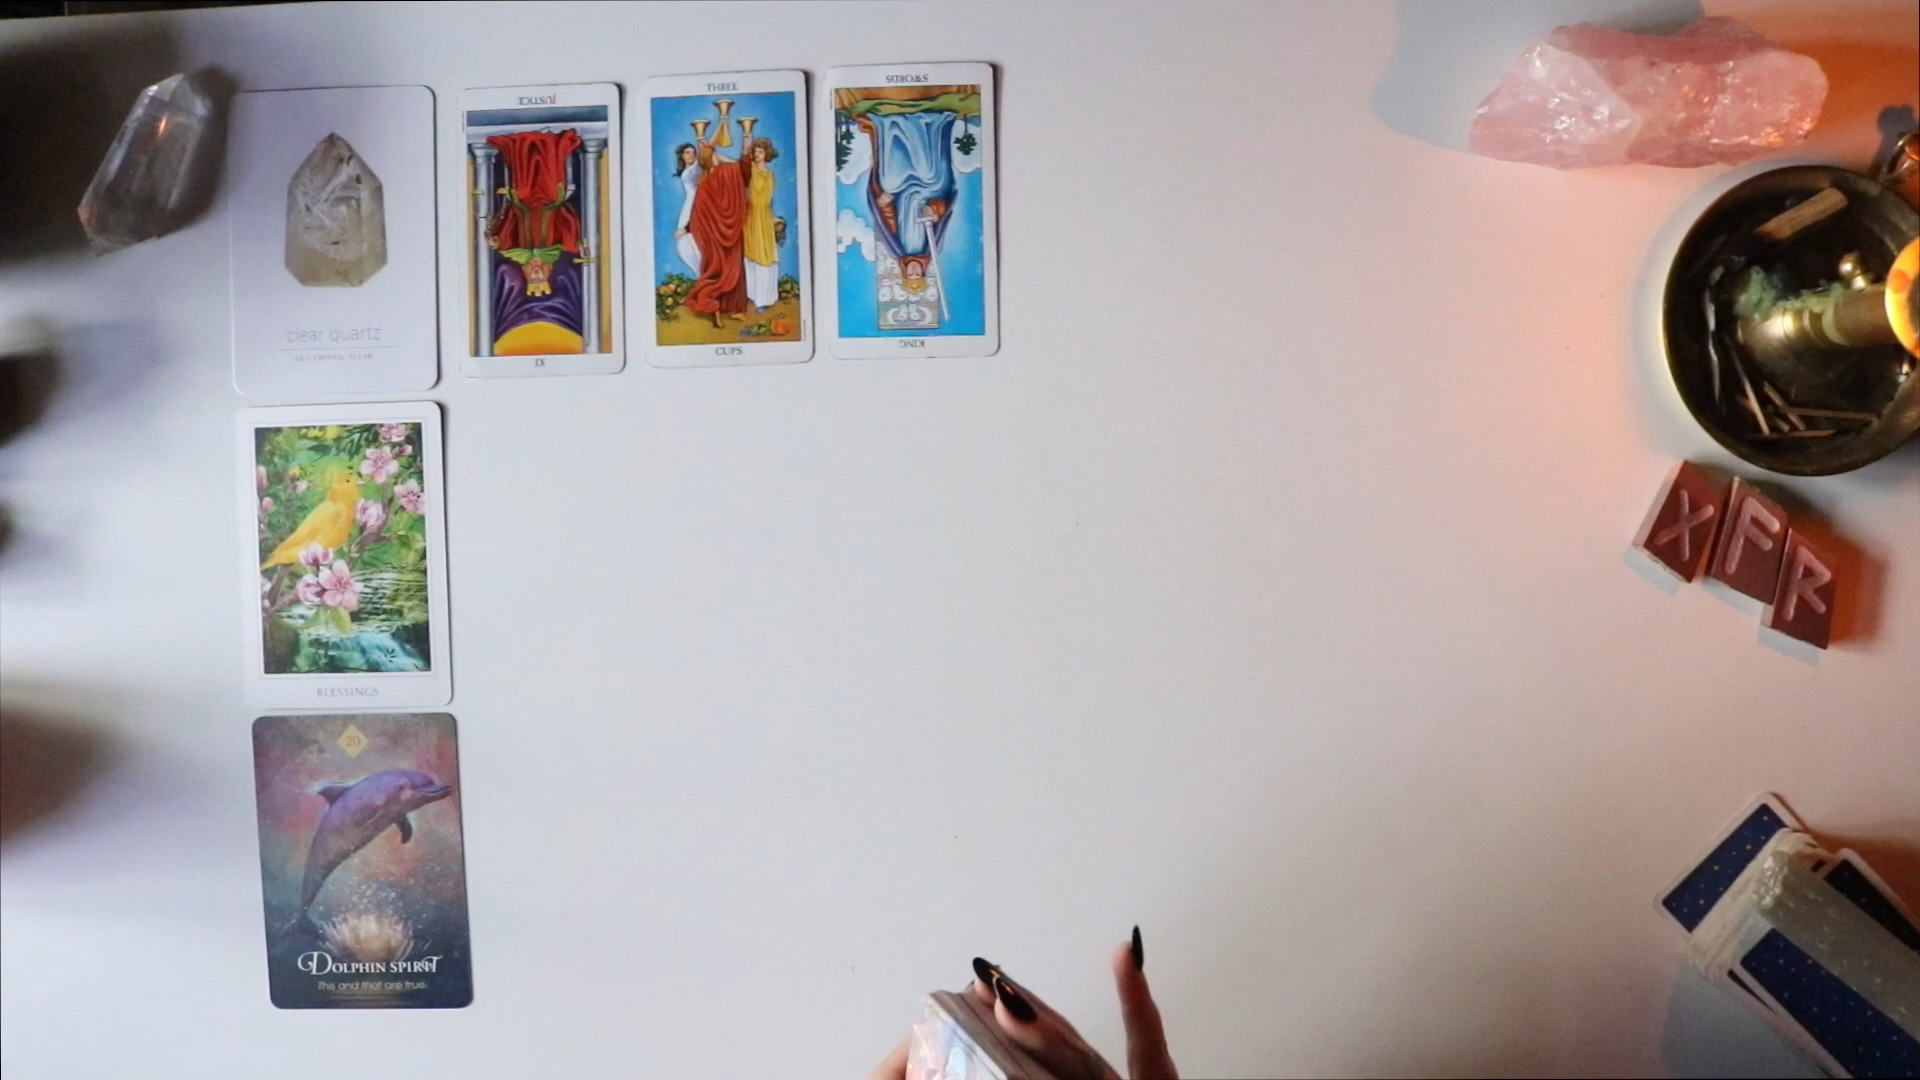 clear quartz
BLESSINGS
20
DOLPHIN SPIRIT
This and that are true.
JUSTICE
XI
THREE
CUPS
SWORDS
KING
X
F
R